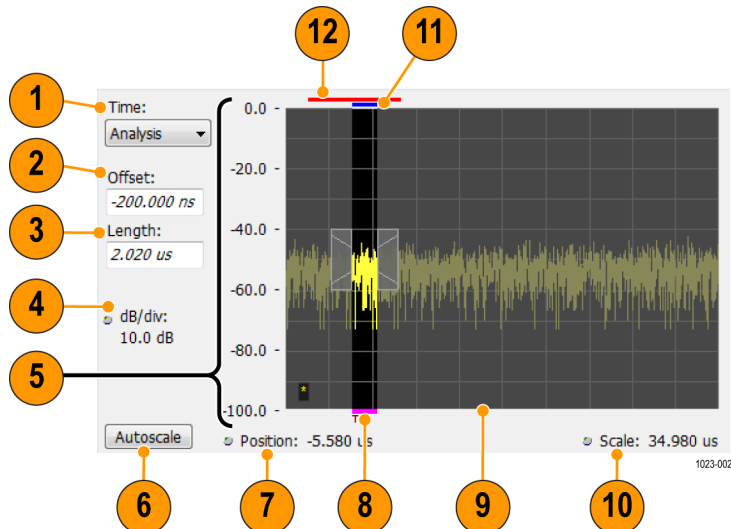 12
11
1
Time:
Analysis
2
Offset:
-200.000 ns
3
Length:
2.020 us
4
dB/div:
10.0 dB
5
0.0 -
-20.0 -
-40.0 -
-60.0 -
-80.0 -
-100.0 -
*
T
Autoscale
Position: -5.580 us
Scale: 34.980 us
1023-002
6
7
8
9
10